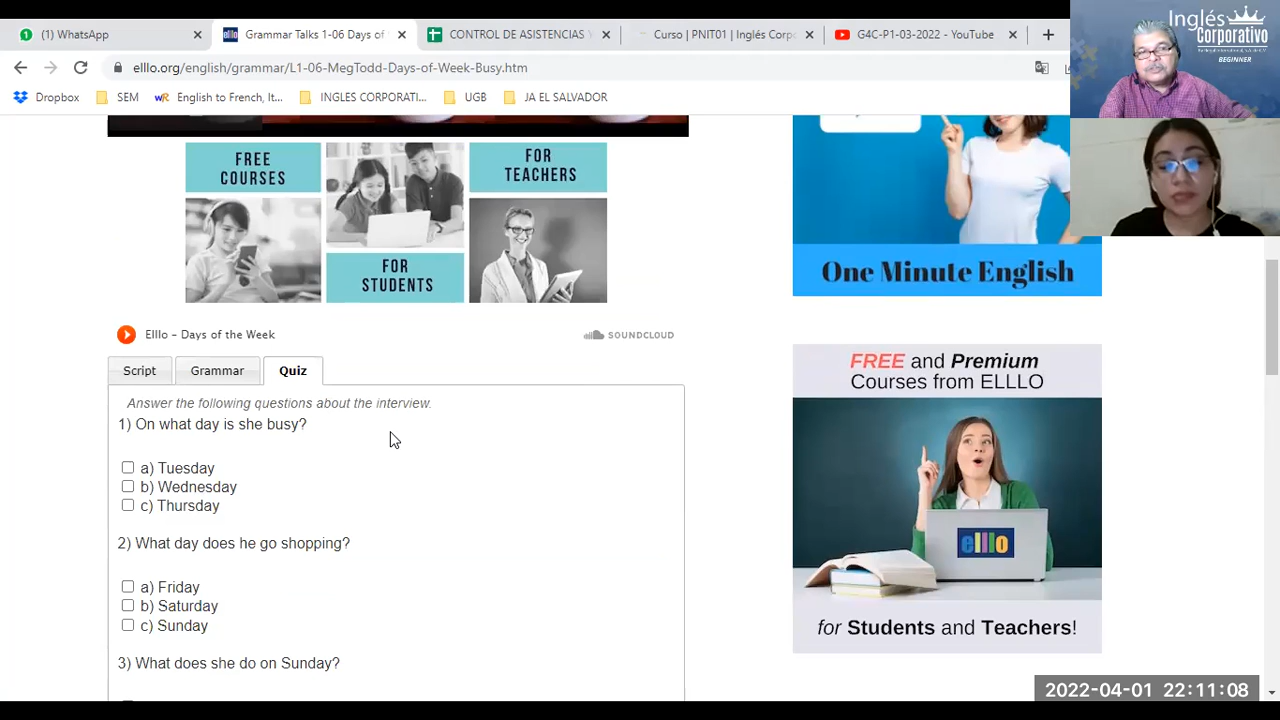 (1) WhatsApp
Grammar Talks 1-06 Days of
CONTROL DE ASISTENCIAS
Curso | PNIT01 | Inglés Corp
G4C-P1-03-2022 - YouTube
elllo.org/english/grammar/L1-06-MegTodd-Days-of-Week-Busy.htm
Dropbox
SEM
English to French, It...
INGLES CORPORATI...
UGB
JA EL SALVADOR
Inglés
Corporativo
BEGINNER
FREE
COURSES
FOR
TEACHERS
FOR
STUDENTS
One Minute English
Elllo - Days of the Week
SOUNDCLOUD
Script
Grammar
Quiz
Answer the following questions about the interview.
1) On what day is she busy?
a) Tuesday
b) Wednesday
c) Thursday
2) What day does he go shopping?
a) Friday
b) Saturday
c) Sunday
3) What does she do on Sunday?
FREE and Premium
Courses from ELLLO
elllo
for Students and Teachers!
2022-04-01 22:11:08